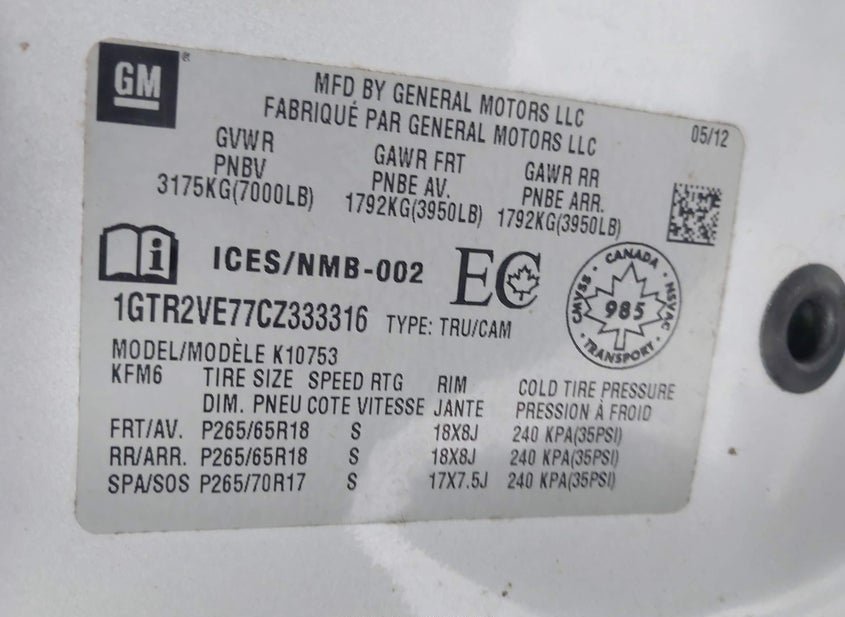 GM ®
MFD BY GENERAL MOTORS LLC
FABRIQUÉ PAR GENERAL MOTORS LLC
05/12
GVWR GAWR FRT GAWR RR
PNBV PNBE AV. PNBE ARR.
3175KG(7000LB) 1792KG(3950LB) 1792KG(3950LB)
i ICES/NMB-002 EC
CANADA
CMVSS 985 NSVAC
TRANSPORT
1GTR2VE77CZ333316 TYPE: TRU/CAM
MODEL/MODÈLE K10753
KFM6 TIRE SIZE SPEED RTG RIM COLD TIRE PRESSURE
DIM. PNEU COTE VITESSE JANTE PRESSION À FROID
FRT/AV. P265/65R18 S 18X8J 240 KPA(35PSI)
RR/ARR. P265/65R18 S 18X8J 240 KPA(35PSI)
SPA/SOS P265/70R17 S 17X7.5J 240 KPA(35PSI)